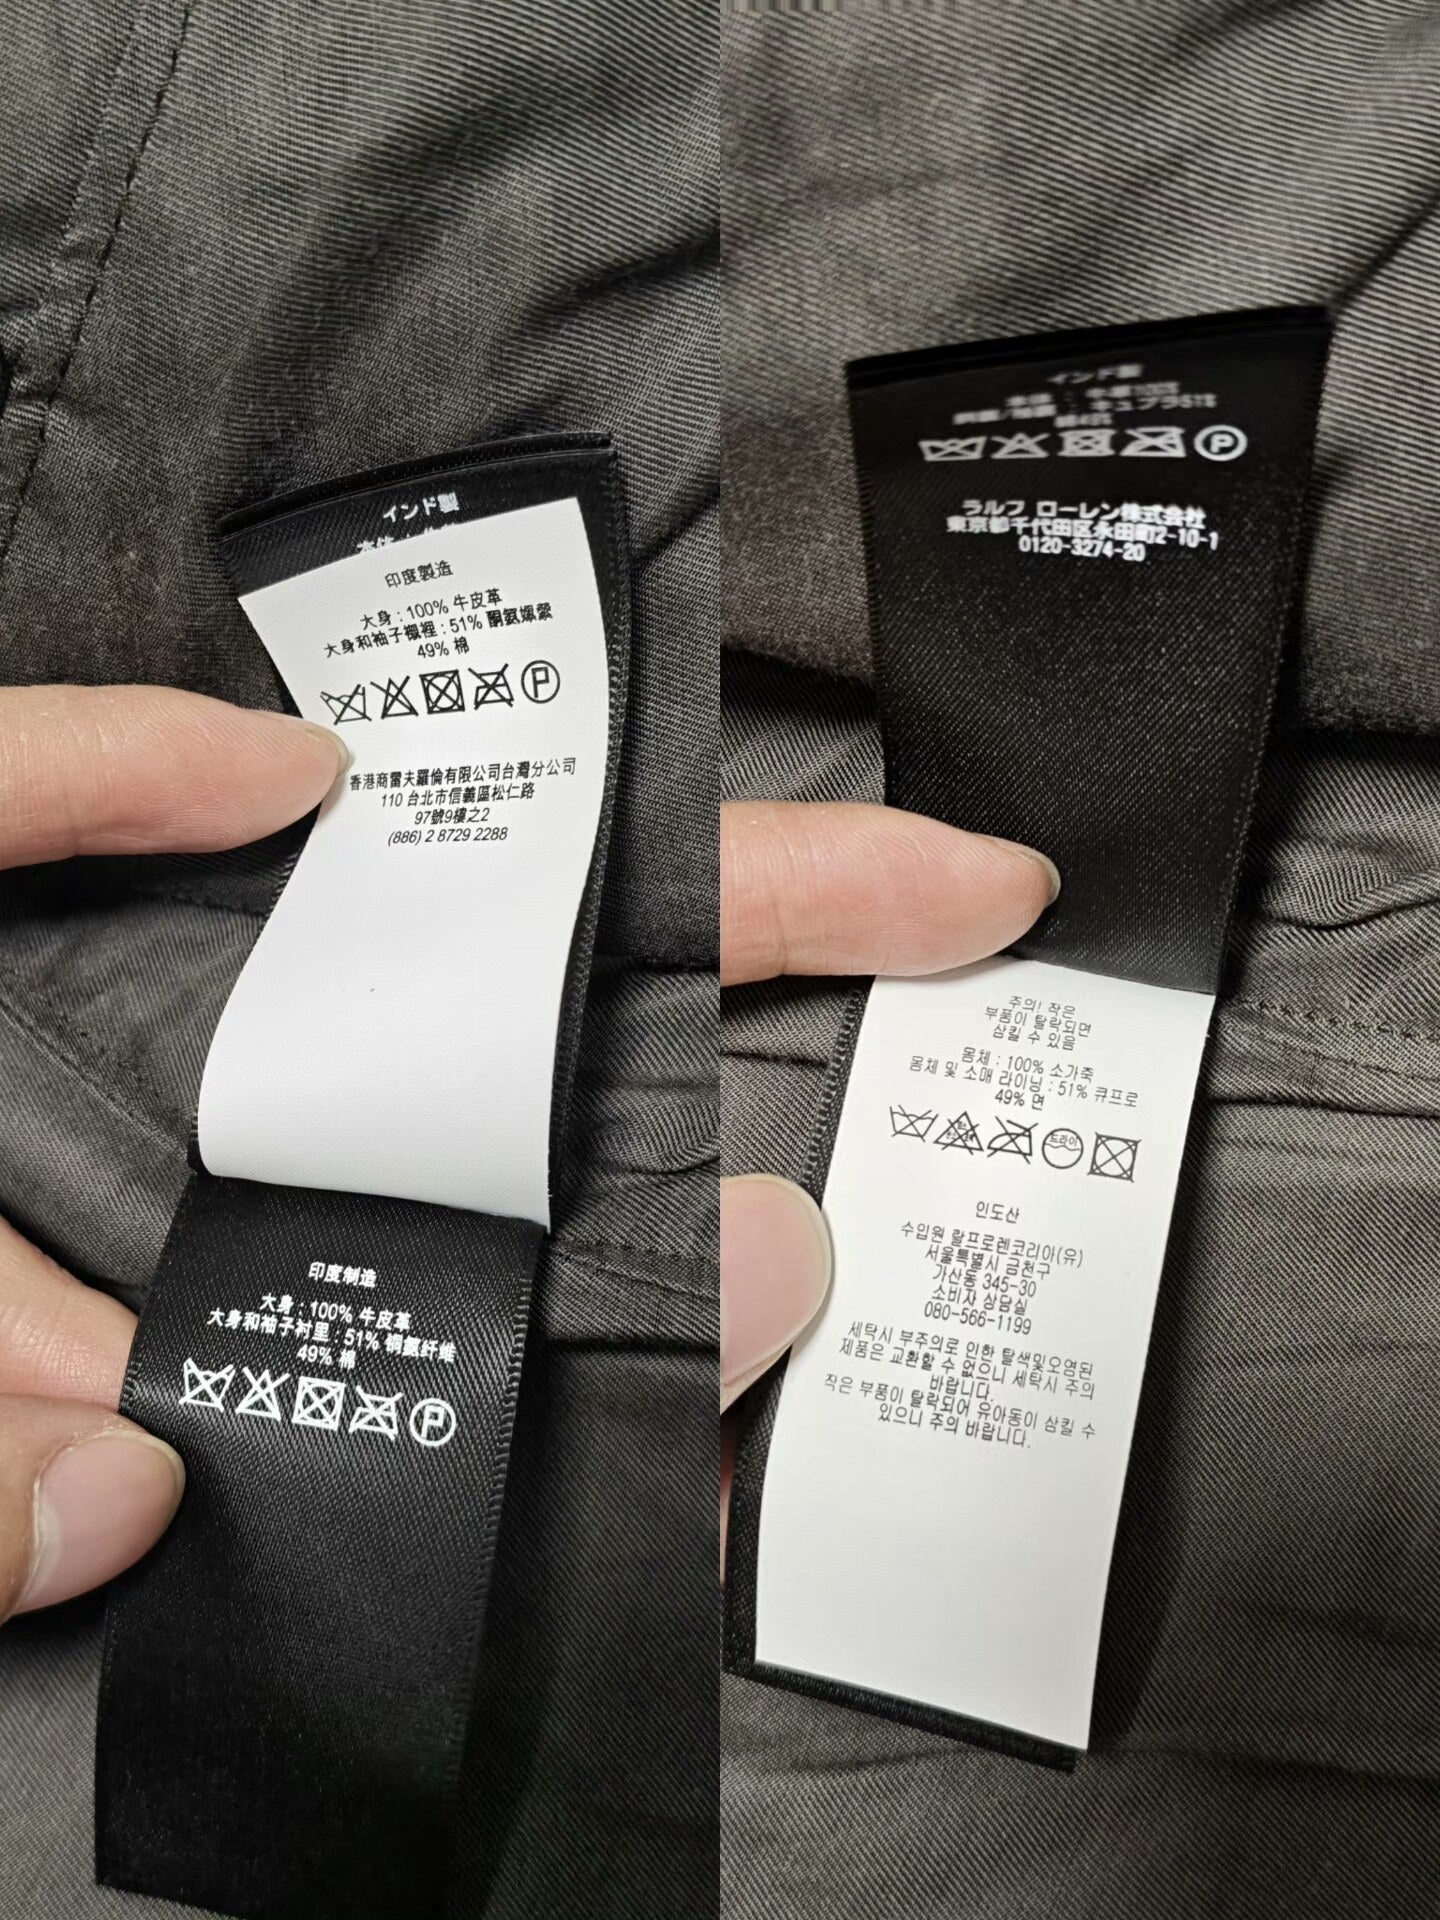 インド製
印度製造
大身 : 100% 牛皮革
大身和袖子襯裡 : 51% 酮氨嫘縈
49% 棉
P
香港商雷夫羅倫有限公司台灣分公司
110 台北市信義區松仁路
97號9樓之2
(886) 2 8729 2288
印度制造
大身 : 100% 牛皮革
大身和袖子衬里 : 51% 铜氨纤维
49% 棉
P
インド製
P
ラルフ ローレン株式会社
東京都千代田区永田町2-10-1
0120-3274-20
주의! 작은
부품이 탈락되면
삼킬 수 있음
몸체 : 100% 소가죽
몸체 및 소매 라이닝 : 51% 큐프로
49% 면
드라이
인도산
수입원 랄프로렌코리아(유)
서울특별시 금천구
가산동 345-30
소비자 상담실
080-566-1199
세탁시 부주의로 인한 탈색및오염된
제품은 교환할 수 없으니 세탁시 주의
바랍니다.
작은 부품이 탈락되어 유아동이 삼킬 수
있으니 주의 바랍니다.